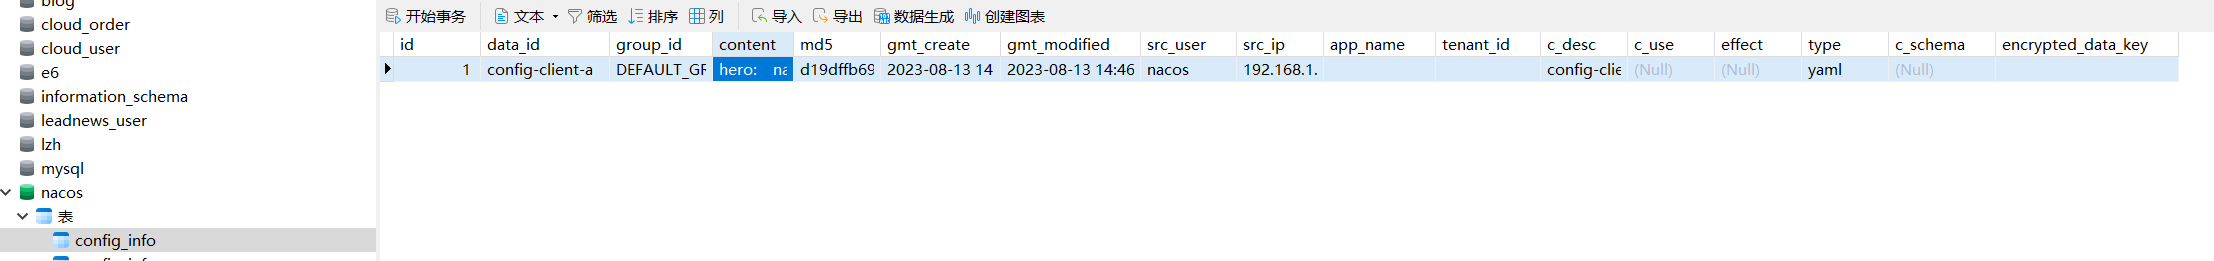 blog
cloud_order
cloud_user
e6
information_schema
leadnews_user
lzh
mysql
nacos
表
config_info
开始事务 文本 筛选 排序 列 导入 导出 数据生成 创建图表
id data_id group_id content md5 gmt_create gmt_modified src_user src_ip app_name tenant_id c_desc c_use effect type c_schema encrypted_data_key
1 config-client-a DEFAULT_GR hero: na d19dffb69 2023-08-13 14 2023-08-13 14:46 nacos 192.168.1. config-clie (Null) (Null) yaml (Null)